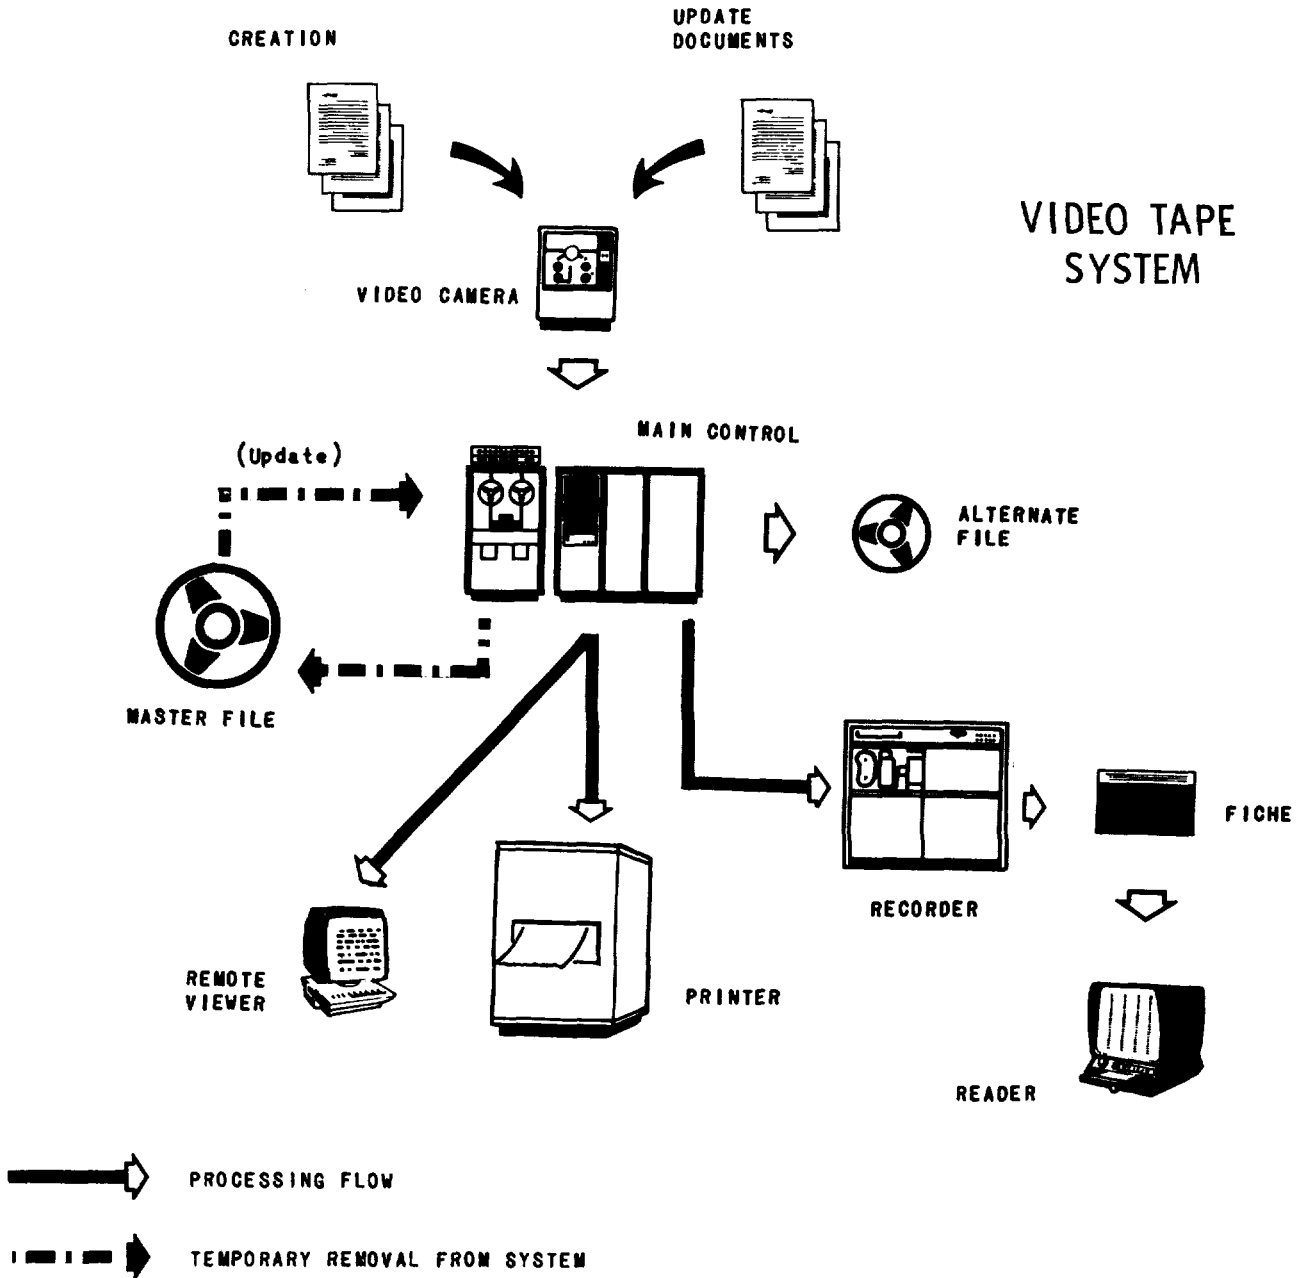 CREATION
UPDATE
DOCUMENTS
VIDEO TAPE
SYSTEM
VIDEO CAMERA
MAIN CONTROL
(Update)
ALTERNATE
FILE
MASTER FILE
FICHE
RECORDER
REMOTE
VIEWER
PRINTER
READER
PROCESSING FLOW
TEMPORARY REMOVAL FROM SYSTEM